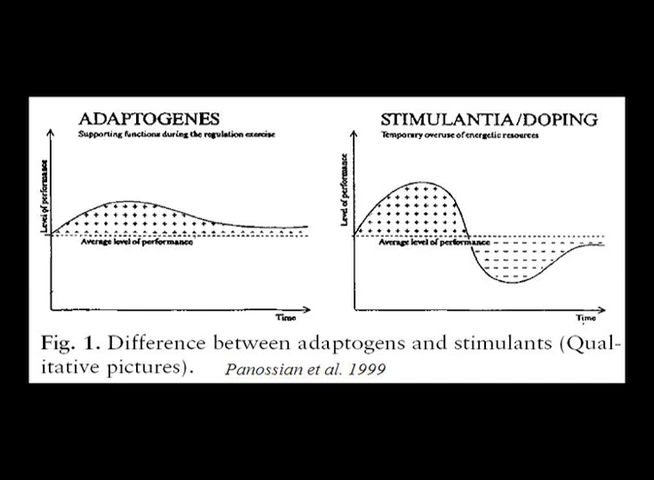 ADAPTOGENES
Supporting functions during the regulation exercise
Level of performance
Average level of performance
Time
STIMULANTIA/DOPING
Temporary overuse of energetic resources
Level of performance
Average level of performance
Time
Fig. 1. Difference between adaptogens and stimulants (Qual-
itative pictures). Panossian et al. 1999